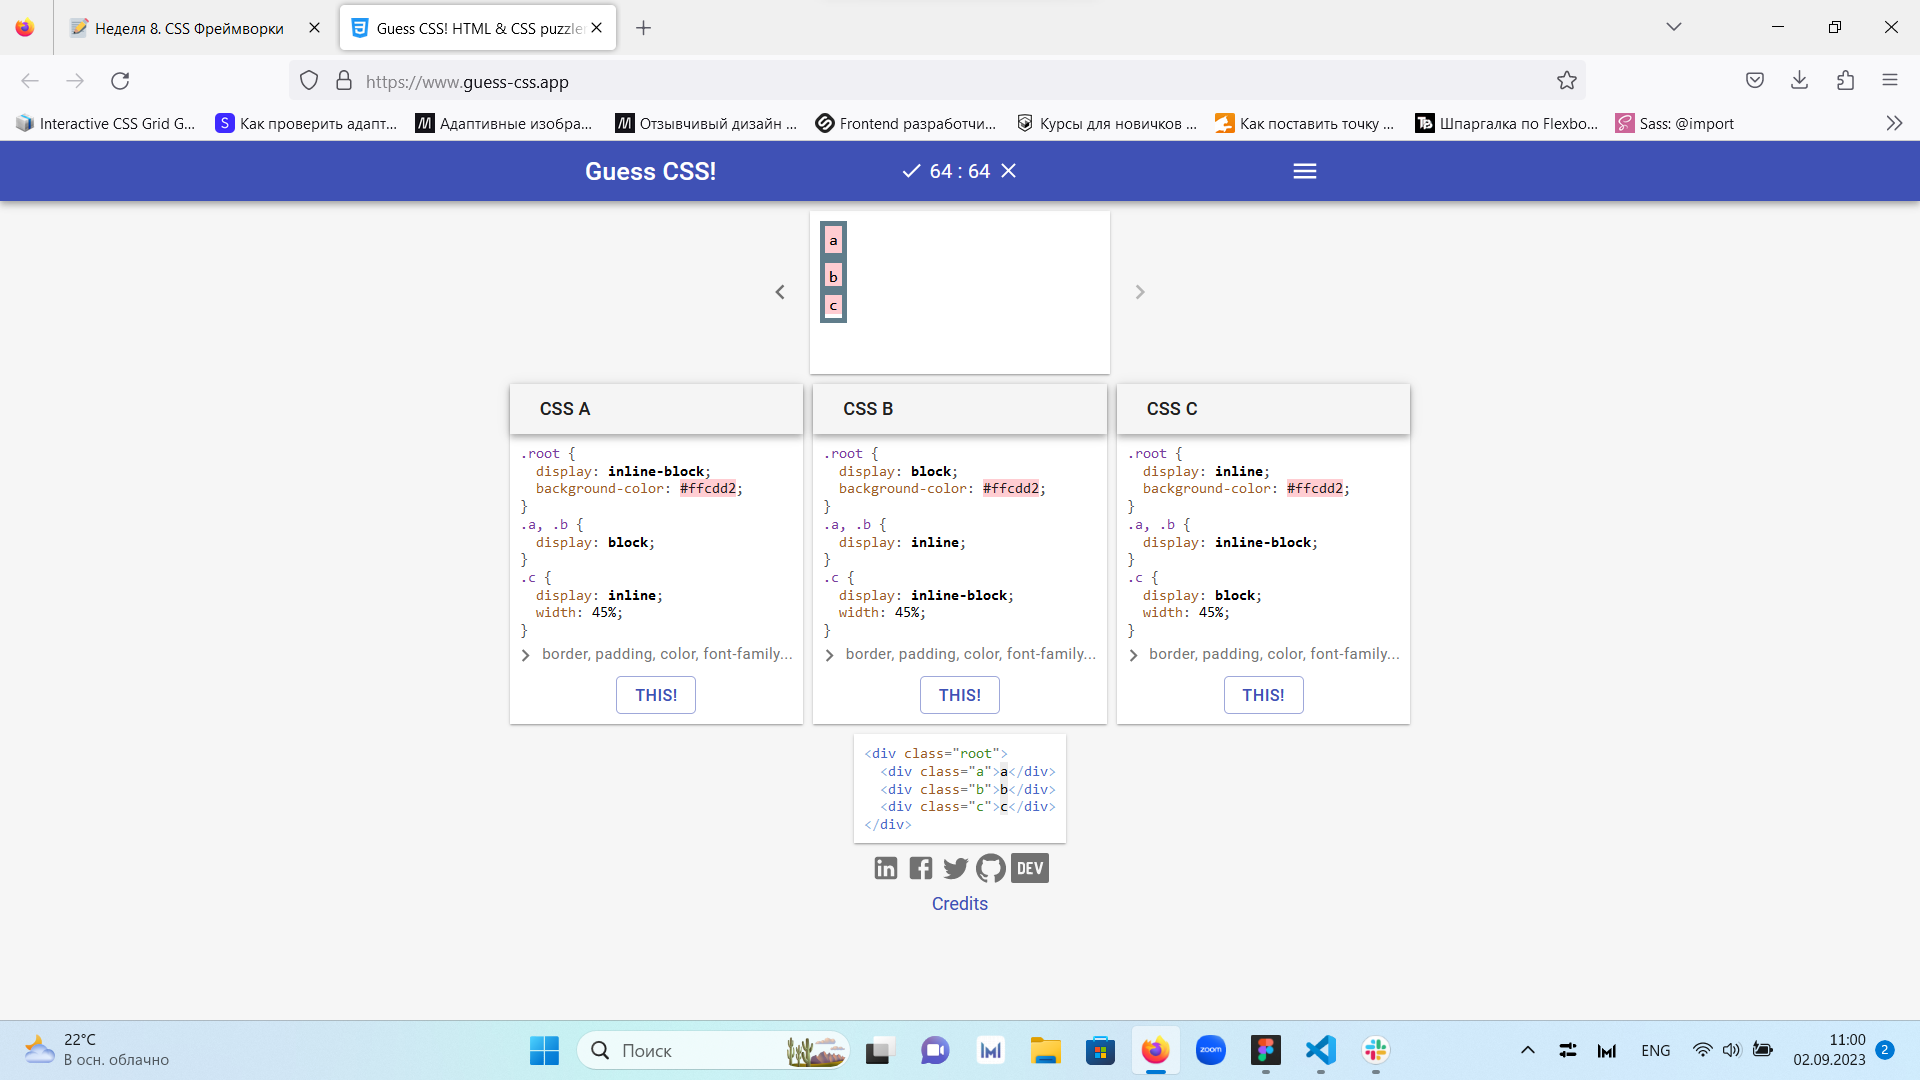 Неделя 8. CSS Фреймворки
Guess CSS! HTML & CSS puzzle
https://www.guess-css.app
Interactive CSS Grid G...
S Как проверить адапт...
M Адаптивные изобра...
M Отзывчивый дизайн ...
Frontend разработчи...
Курсы для новичков ...
Как поставить точку ...
TB Шпаргалка по Flexbo...
Sass: @import
Guess CSS!
64 : 64
a
b
c
CSS A
.root {
display: inline-block;
background-color: #ffcdd2;
}
.a, .b {
display: block;
}
.c {
display: inline;
width: 45%;
}
border, padding, color, font-family...
THIS!
CSS B
.root {
display: block;
background-color: #ffcdd2;
}
.a, .b {
display: inline;
}
.c {
display: inline-block;
width: 45%;
}
border, padding, color, font-family...
THIS!
CSS C
.root {
display: inline;
background-color: #ffcdd2;
}
.a, .b {
display: inline-block;
}
.c {
display: block;
width: 45%;
}
border, padding, color, font-family...
THIS!
<div class="root">
<div class="a">a</div>
<div class="b">b</div>
<div class="c">c</div>
</div>
DEV
Credits
22°C
В осн. облачно
Поиск
zoom
ENG
11:00
02.09.2023
2